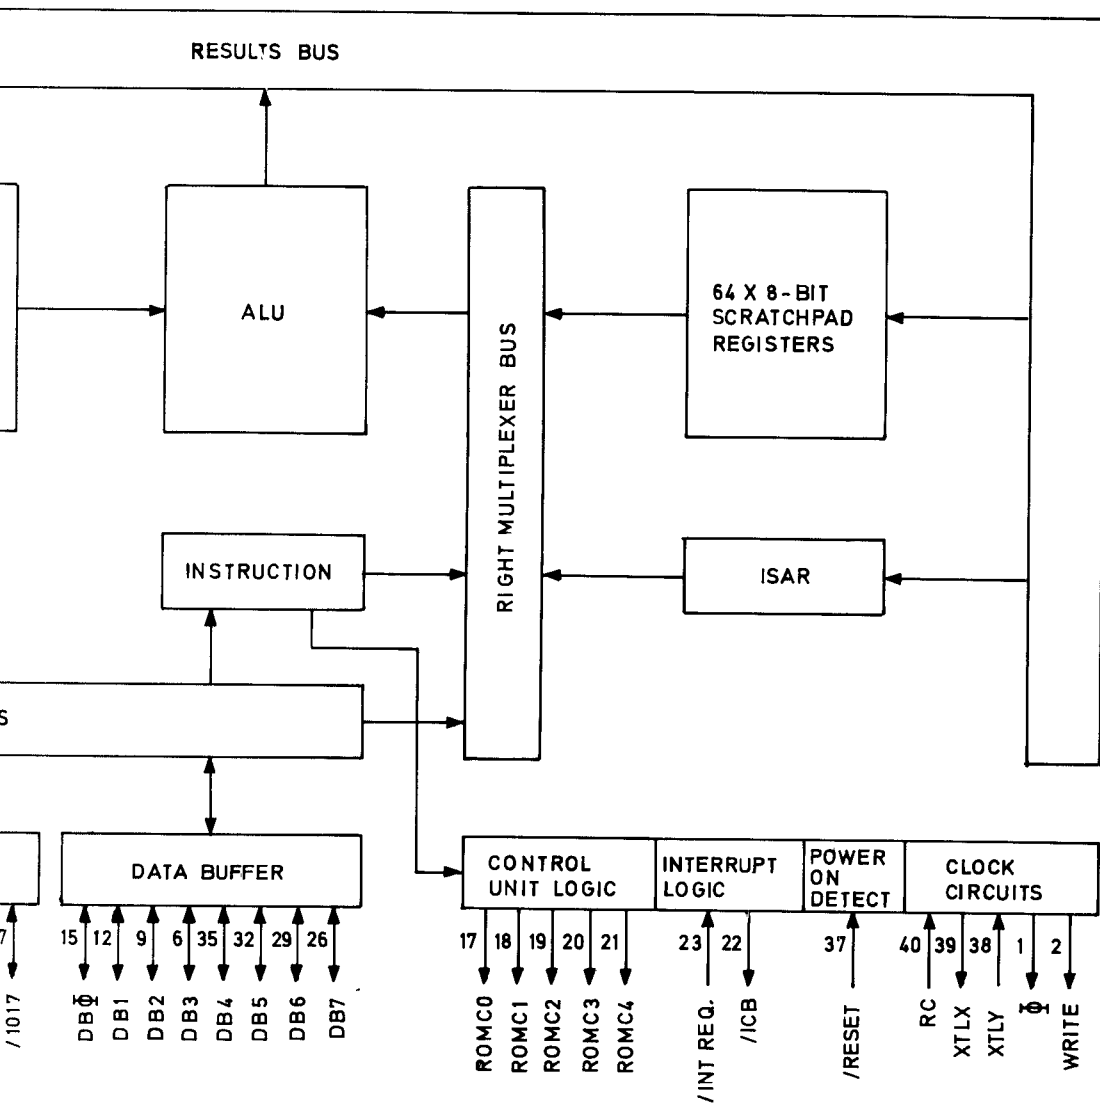 RESULTS BUS
ALU
RIGHT MULTIPLEXER BUS
64 X 8-BIT
SCRATCHPAD
REGISTERS
INSTRUCTION
ISAR
S
DATA BUFFER
CONTROL
UNIT LOGIC
INTERRUPT
LOGIC
POWER
ON
DETECT
CLOCK
CIRCUITS
7
15
12
9
6
35
32
29
26
17
18
19
20
21
23
22
37
40
39
38
1
2
/1017
DBΦ
DB1
DB2
DB3
DB4
DB5
DB6
DB7
ROMC0
ROMC1
ROMC2
ROMC3
ROMC4
/INT REQ.
/ICB
/RESET
RC
XTLX
XTLY
Φ
WRITE